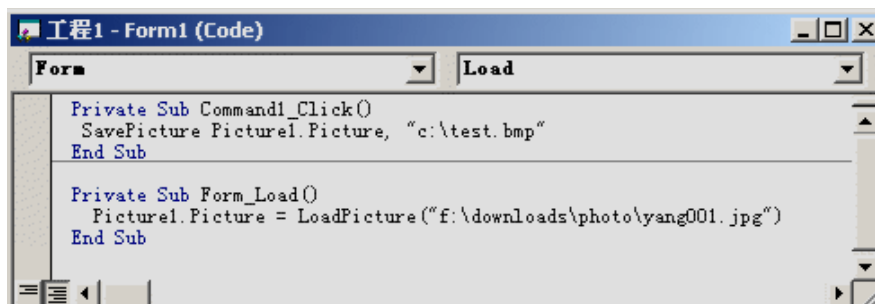 工程1 - Form1 (Code)
Form Load
Private Sub Command1_Click()
SavePicture Picture1.Picture, "c:\test.bmp"
End Sub
Private Sub Form_Load()
Picture1.Picture = LoadPicture("f:\downloads\photo\yang001.jpg")
End Sub